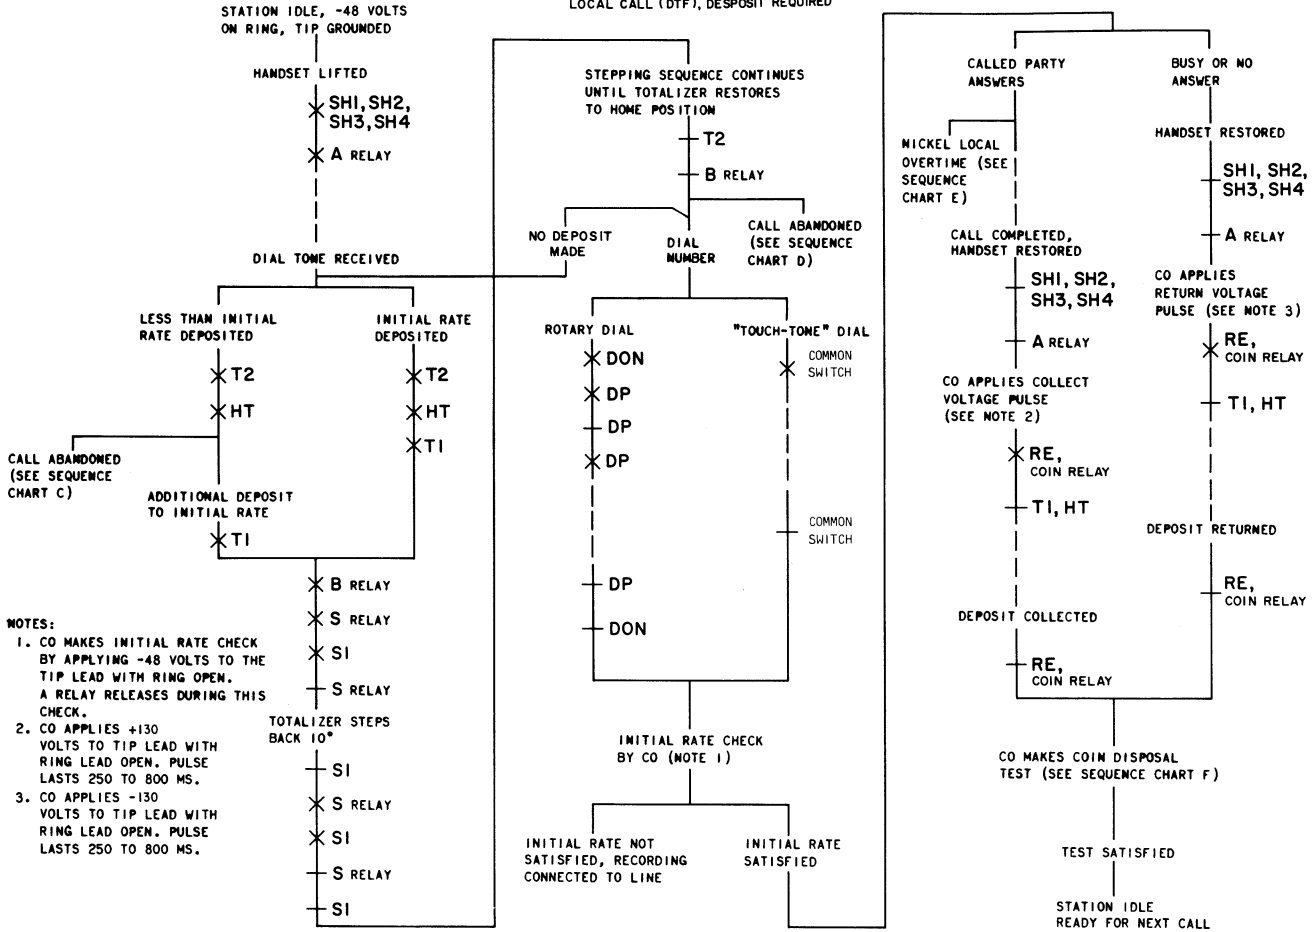 LOCAL CALL (DTF), DESPOSIT REQUIRED
STATION IDLE, -48 VOLTS
ON RING, TIP GROUNDED
HANDSET LIFTED
SH1, SH2,
SH3, SH4
A RELAY
DIAL TONE RECEIVED
LESS THAN INITIAL
RATE DEPOSITED
T2
HT
CALL ABANDONED
(SEE SEQUENCE
CHART C)
ADDITIONAL DEPOSIT
TO INITIAL RATE
T1
INITIAL RATE
DEPOSITED
T2
HT
T1
B RELAY
S RELAY
S1
S RELAY
TOTALIZER STEPS
BACK 10°
S1
S RELAY
S1
S RELAY
S1
NOTES:
1. CO MAKES INITIAL RATE CHECK
BY APPLYING -48 VOLTS TO THE
TIP LEAD WITH RING OPEN.
A RELAY RELEASES DURING THIS
CHECK.
2. CO APPLIES +130
VOLTS TO TIP LEAD WITH
RING LEAD OPEN. PULSE
LASTS 250 TO 800 MS.
3. CO APPLIES -130
VOLTS TO TIP LEAD WITH
RING LEAD OPEN. PULSE
LASTS 250 TO 800 MS.
STEPPING SEQUENCE CONTINUES
UNTIL TOTALIZER RESTORES
TO HOME POSITION
T2
B RELAY
NO DEPOSIT
MADE
DIAL
NUMBER
CALL ABANDONED
(SEE SEQUENCE
CHART D)
ROTARY DIAL
DON
DP
DP
DP
DP
DON
"TOUCH-TONE" DIAL
COMMON
SWITCH
COMMON
SWITCH
INITIAL RATE CHECK
BY CO (NOTE 1)
INITIAL RATE NOT
SATISFIED, RECORDING
CONNECTED TO LINE
INITIAL RATE
SATISFIED
CALLED PARTY
ANSWERS
NICKEL LOCAL
OVERTIME (SEE
SEQUENCE
CHART E)
CALL COMPLETED,
HANDSET RESTORED
SH1, SH2,
SH3, SH4
A RELAY
CO APPLIES COLLECT
VOLTAGE PULSE
(SEE NOTE 2)
RE,
COIN RELAY
T1, HT
DEPOSIT COLLECTED
RE,
COIN RELAY
BUSY OR NO
ANSWER
HANDSET RESTORED
SH1, SH2,
SH3, SH4
A RELAY
CO APPLIES
RETURN VOLTAGE
PULSE (SEE NOTE 3)
RE,
COIN RELAY
T1, HT
DEPOSIT RETURNED
RE,
COIN RELAY
CO MAKES COIN DISPOSAL
TEST (SEE SEQUENCE CHART F)
TEST SATISFIED
STATION IDLE
READY FOR NEXT CALL